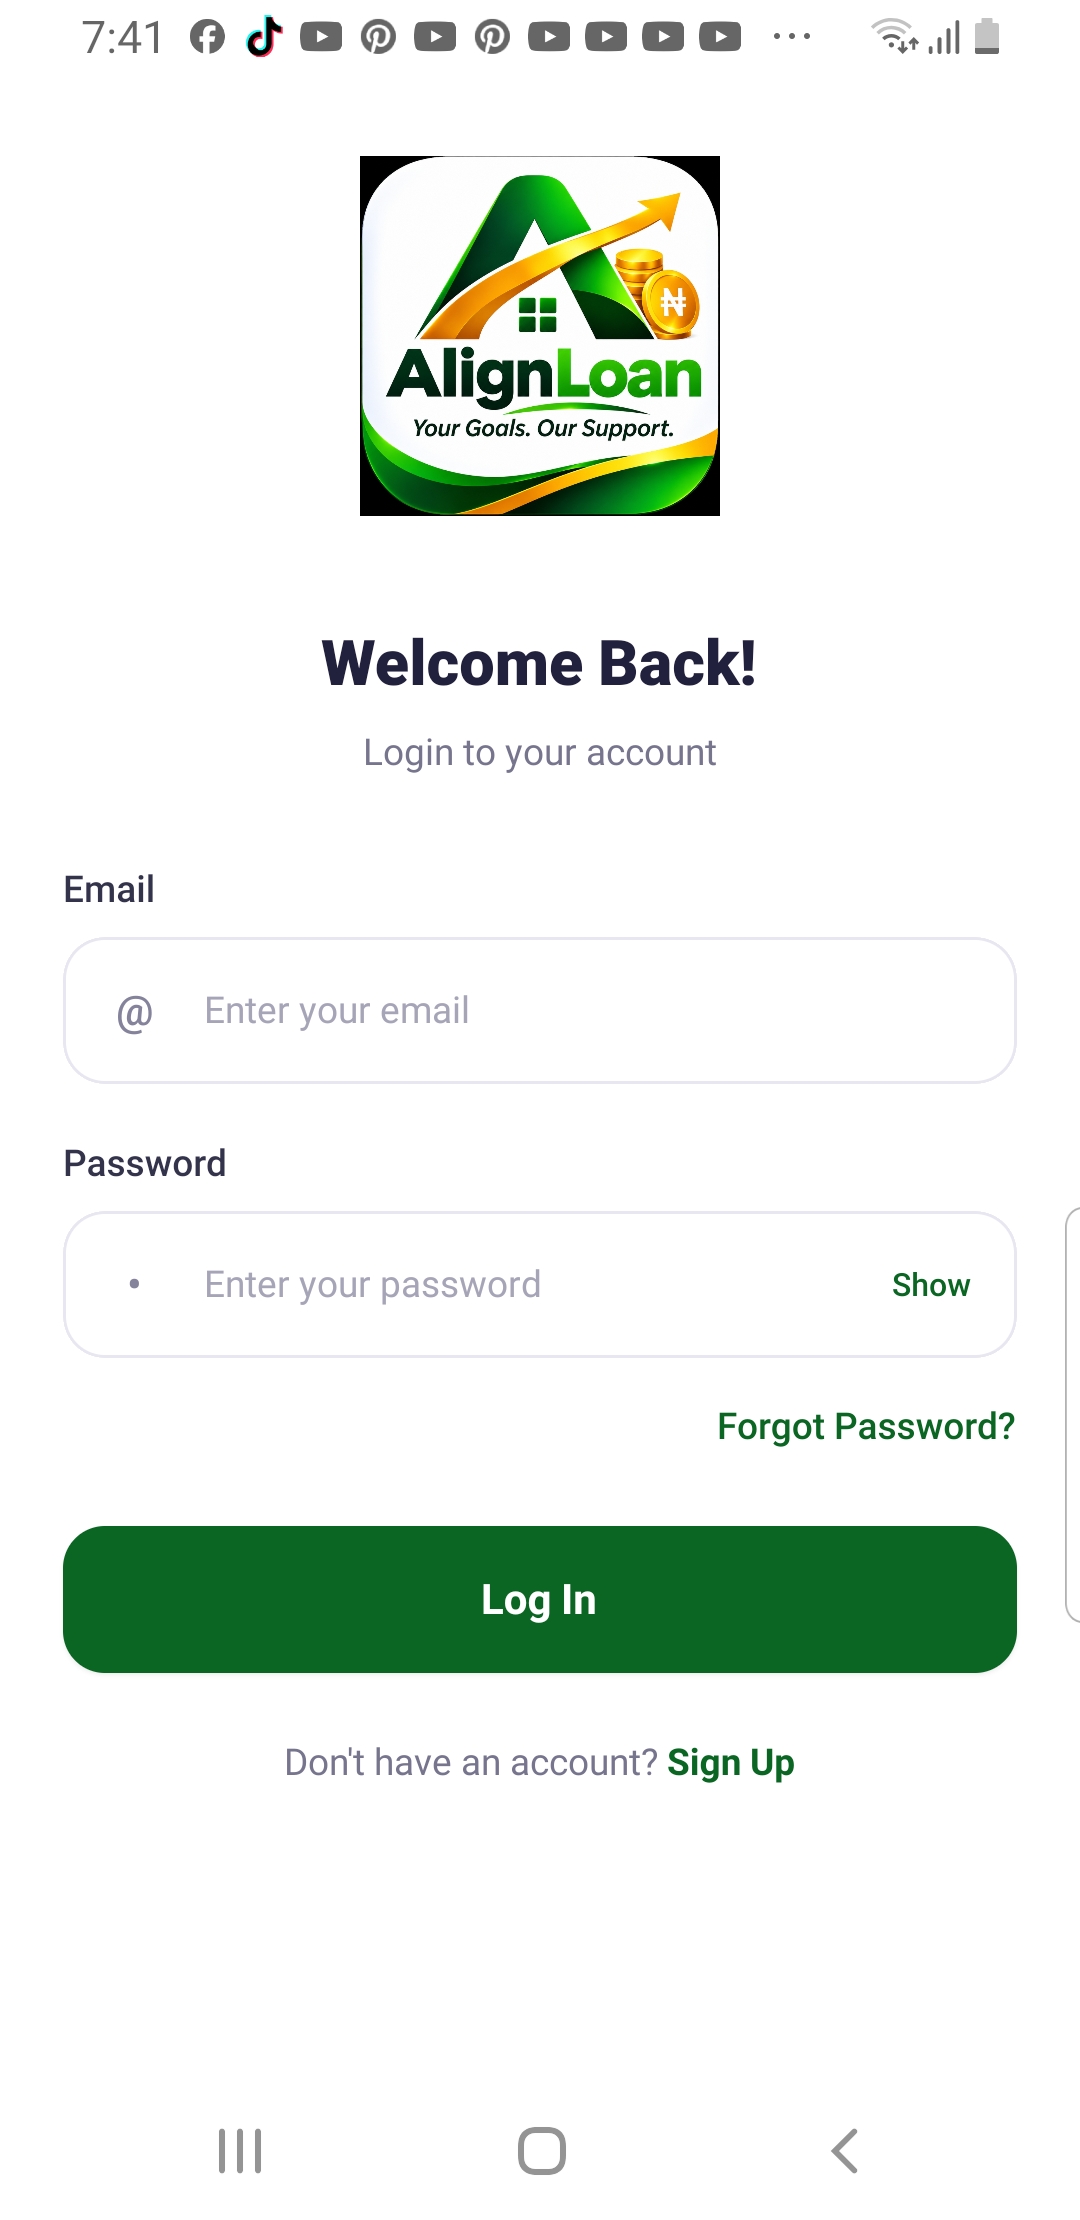 7:41
₦
AlignLoan
Your Goals. Our Support.
Welcome Back!
Login to your account
Email
@ Enter your email
Password
• Enter your password Show
Forgot Password?
Log In
Don't have an account? Sign Up